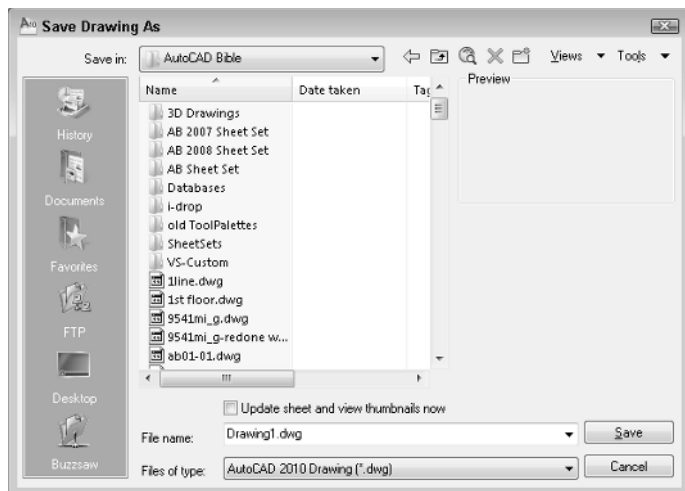 Save Drawing As
Save in:
AutoCAD Bible
Views
Tools
Name
Date taken
Preview
3D Drawings
AB 2007 Sheet Set
AB 2008 Sheet Set
AB Sheet Set
Databases
i-drop
old ToolPalettes
SheetSets
VS-Custom
1line.dwg
1st floor.dwg
9541mi_g.dwg
9541mi_g-redone w...
ab01-01.dwg
History
Documents
Favorites
FTP
Desktop
Buzzsaw
Update sheet and view thumbnails now
File name:
Drawing1.dwg
Save
Files of type:
AutoCAD 2010 Drawing (*.dwg)
Cancel